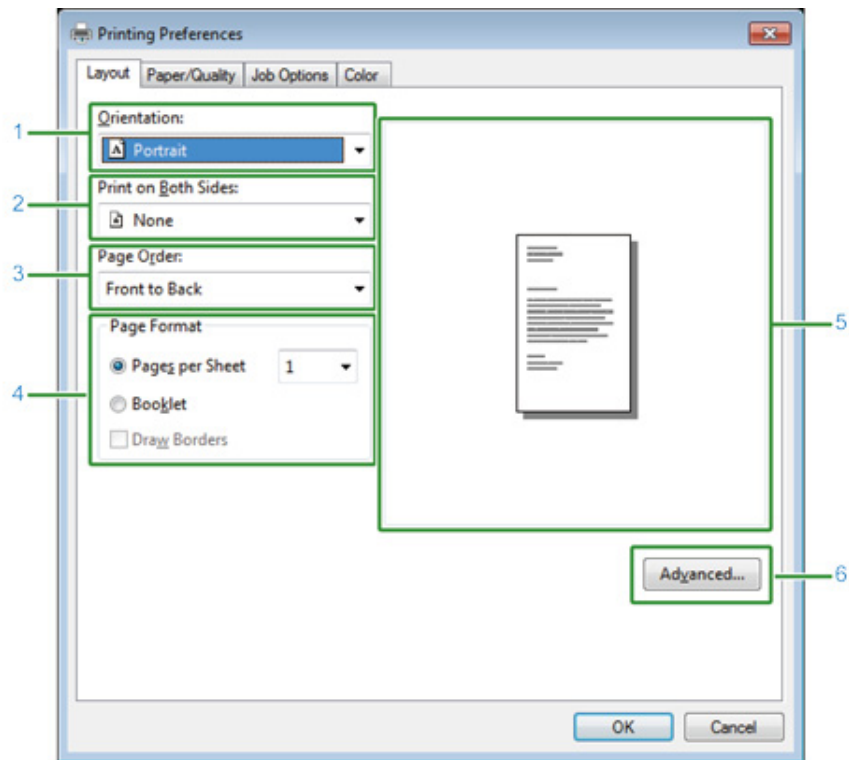 Printing Preferences
Layout Paper/Quality Job Options Color
1
Orientation:
Portrait
2
Print on Both Sides:
None
3
Page Order:
Front to Back
4
Page Format
Pages per Sheet 1
Booklet
Draw Borders
5
Advanced...
6
OK Cancel